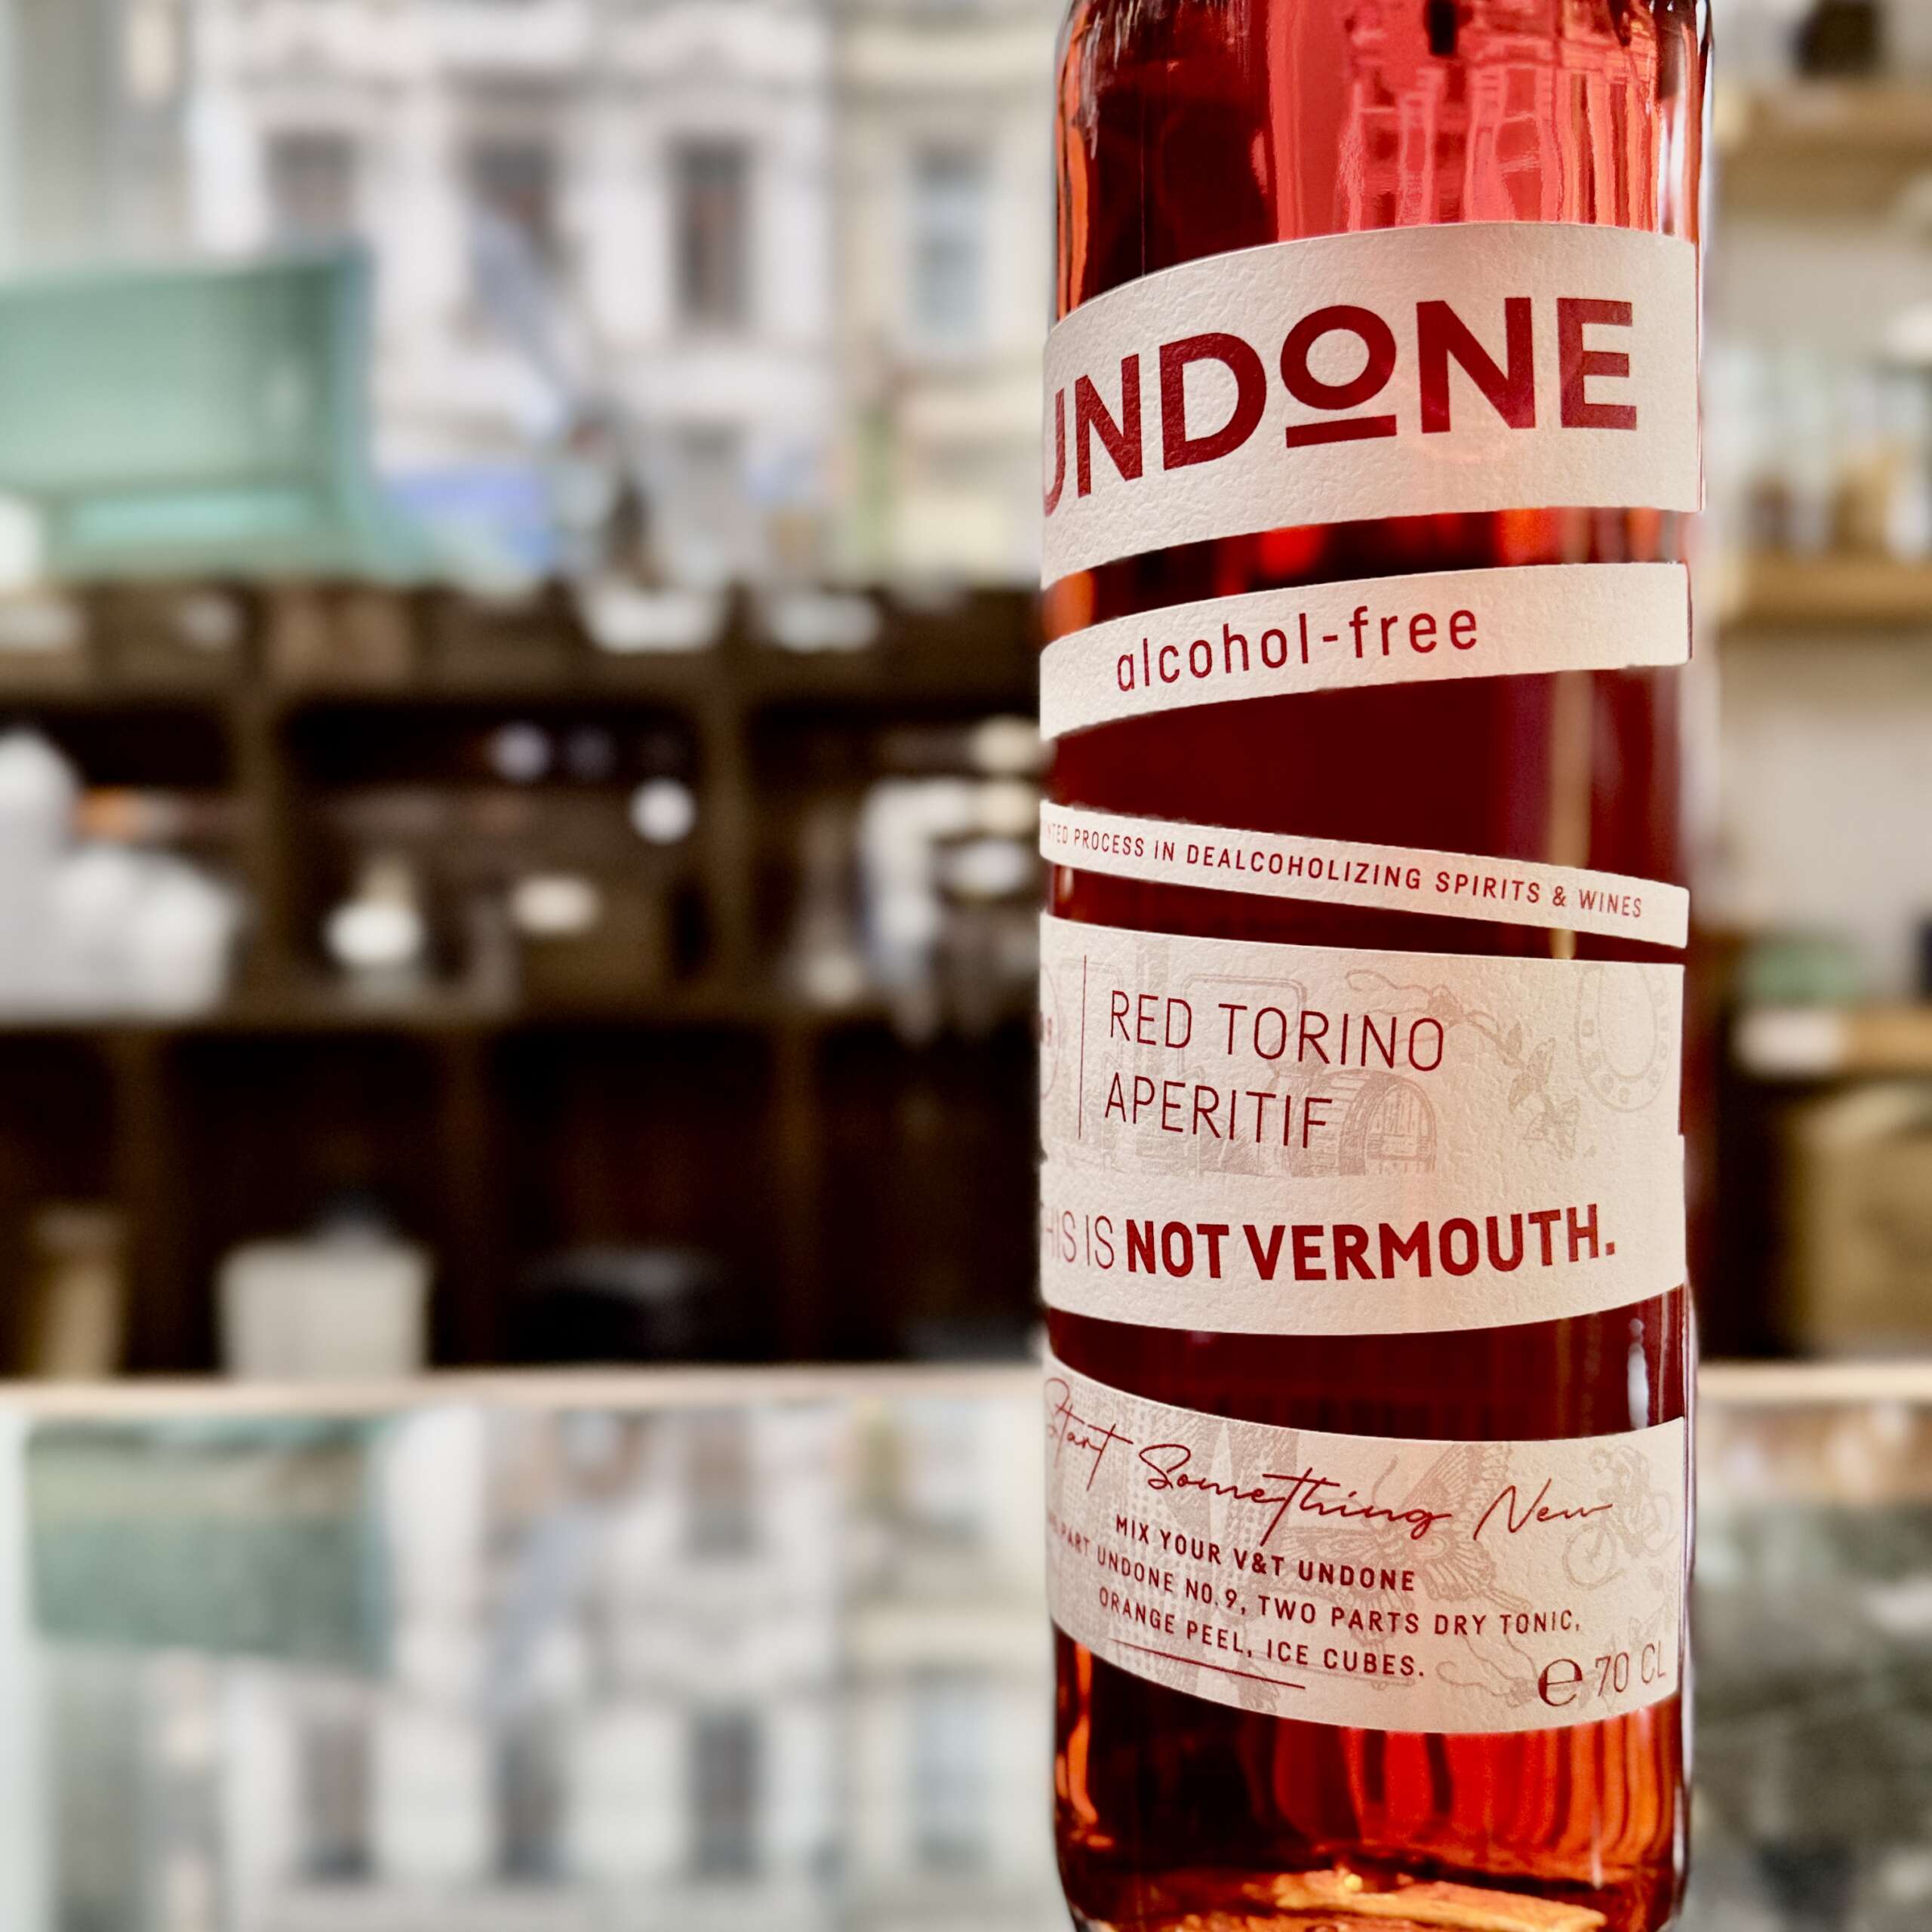 UNDONE
alcohol-free
PROCESS IN DEALCOHOLIZING SPIRITS & WINES
RED TORINO
APERITIF
THIS IS NOT VERMOUTH.
Start Something New
MIX YOUR V&T UNDONE
PART UNDONE NO.9, TWO PARTS DRY TONIC,
ORANGE PEEL, ICE CUBES.
℮ 70 CL